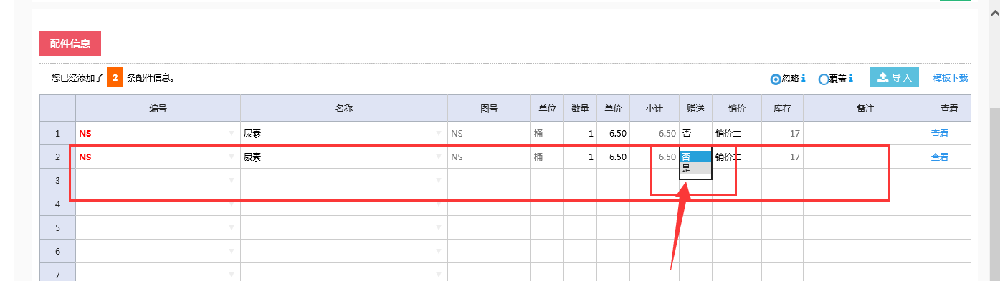 配件信息
您已经添加了 2 条配件信息。 忽略 覆盖 导入 模板下载
编号 名称 图号 单位 数量 单价 小计 赠送 销价 库存 备注 查看
1 NS 尿素 NS 桶 1 6.50 6.50 否 销价二 17 查看
2 NS 尿素 NS 桶 1 6.50 6.50 否 销价二 17 查看
是
3
4
5
6
7